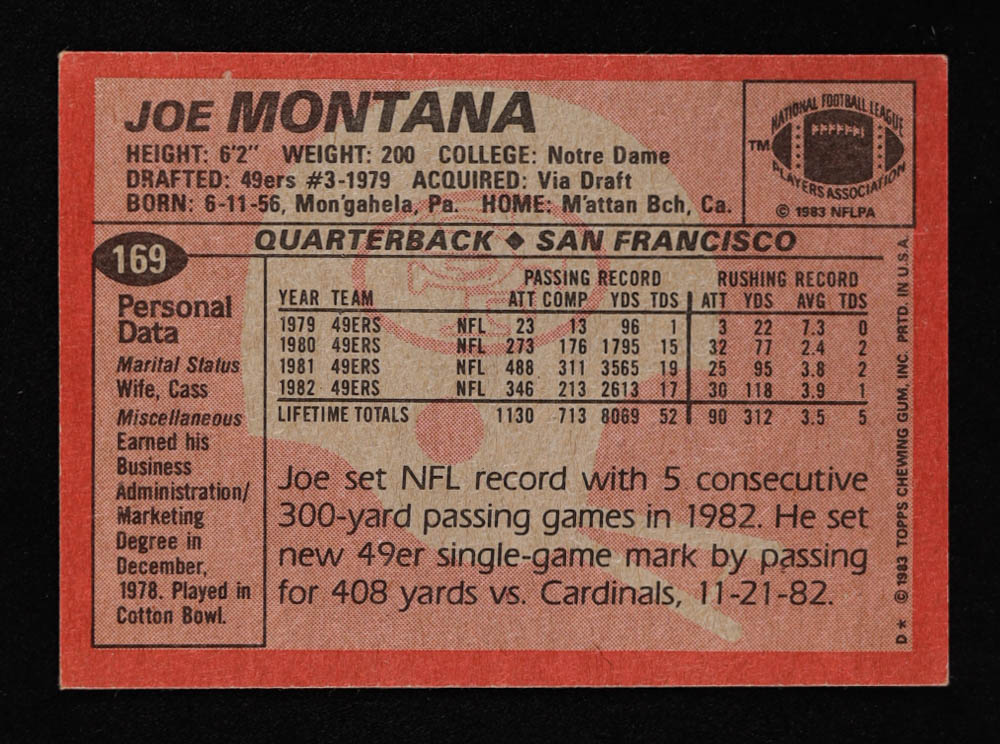 JOE MONTANA
HEIGHT: 6'2" WEIGHT: 200 COLLEGE: Notre Dame
DRAFTED: 49ers #3-1979 ACQUIRED: Via Draft
BORN: 6-11-56, Mon'gahela, Pa. HOME: M'attan Bch, Ca.
NATIONAL FOOTBALL LEAGUE
TM
PLAYERS ASSOCIATION
© 1983 NFLPA
169
QUARTERBACK ◆ SAN FRANCISCO
Personal
Data
Marital Status
Wife, Cass
Miscellaneous
Earned his
Business
Administration/
Marketing
Degree in
December,
1978. Played in
Cotton Bowl.
PASSING RECORD RUSHING RECORD
YEAR TEAM ATT COMP YDS TDS ATT YDS AVG TDS
1979 49ERS NFL 23 13 96 1 3 22 7.3 0
1980 49ERS NFL 273 176 1795 15 32 77 2.4 2
1981 49ERS NFL 488 311 3565 19 25 95 3.8 2
1982 49ERS NFL 346 213 2613 17 30 118 3.9 1
LIFETIME TOTALS 1130 713 8069 52 90 312 3.5 5
Joe set NFL record with 5 consecutive
300-yard passing games in 1982. He set
new 49er single-game mark by passing
for 408 yards vs. Cardinals, 11-21-82.
D* © 1983 TOPPS CHEWING GUM, INC. PRTD. IN U.S.A.